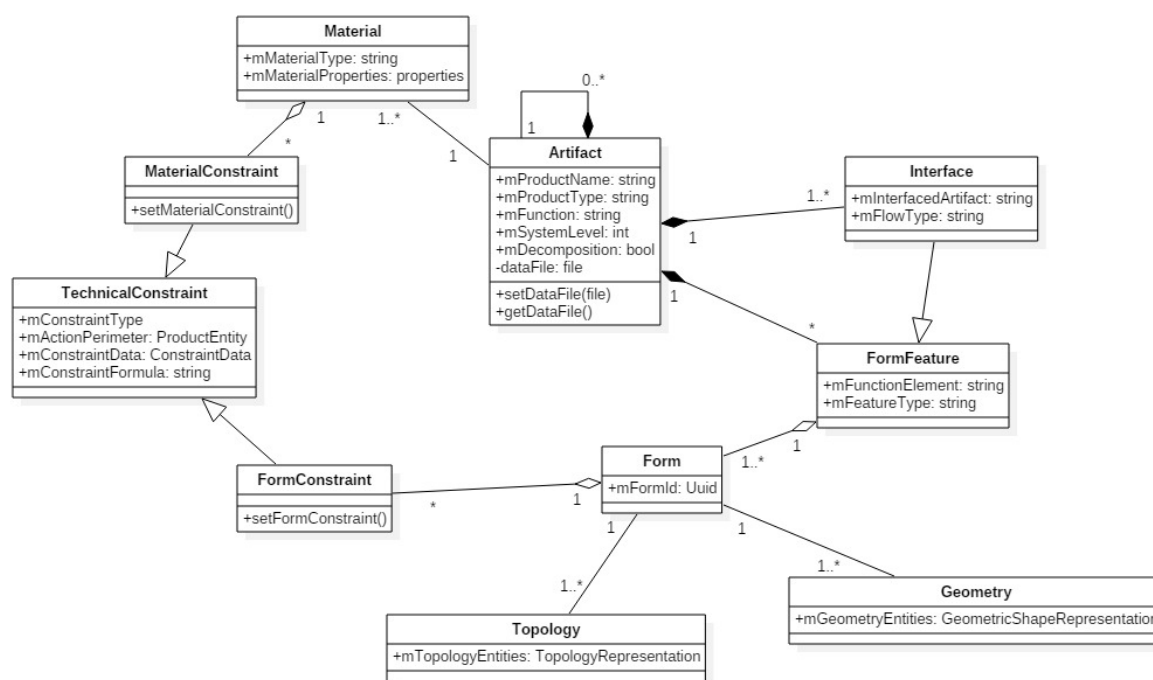 Material
+mMaterialType: string
+mMaterialProperties: properties
1
1..*
*
1
0..*
1
Artifact
+mProductName: string
+mProductType: string
+mFunction: string
+mSystemLevel: int
+mDecomposition: bool
-dataFile: file
+setDataFile(file)
+getDataFile()
MaterialConstraint
+setMaterialConstraint()
Interface
+mInterfacedArtifact: string
+mFlowType: string
1..*
1
1
*
TechnicalConstraint
+mConstraintType
+mActionPerimeter: ProductEntity
+mConstraintData: ConstraintData
+mConstraintFormula: string
FormFeature
+mFunctionElement: string
+mFeatureType: string
1
1..*
Form
+mFormId: Uuid
FormConstraint
+setFormConstraint()
*
1
1
1
1..*
1..*
Geometry
+mGeometryEntities: GeometricShapeRepresentation
Topology
+mTopologyEntities: TopologyRepresentation